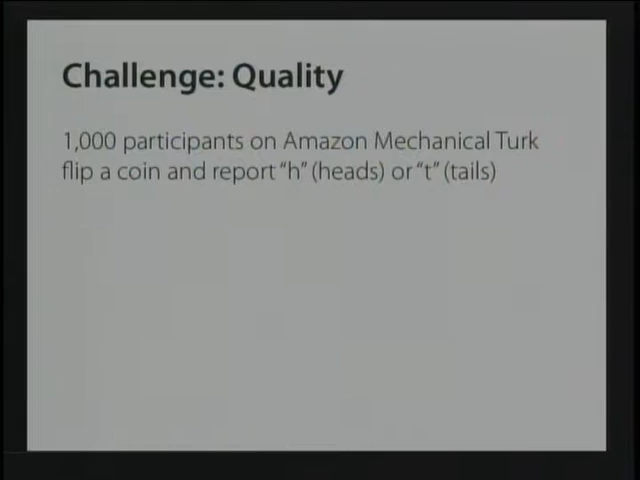 Challenge: Quality
1,000 participants on Amazon Mechanical Turk
flip a coin and report “h” (heads) or “t” (tails)